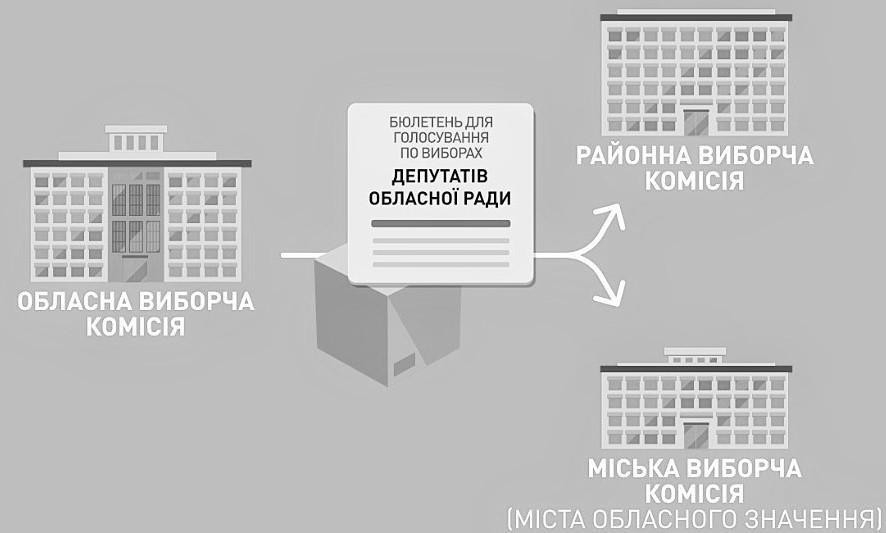 ОБЛАСНА ВИБОРЧА
КОМІСІЯ
БЮЛЕТЕНЬ ДЛЯ
ГОЛОСУВАННЯ
ПО ВИБОРАХ
ДЕПУТАТІВ
ОБЛАСНОЇ РАДИ
РАЙОННА ВИБОРЧА
КОМІСІЯ
МІСЬКА ВИБОРЧА
КОМІСІЯ
(МІСТА ОБЛАСНОГО ЗНАЧЕННЯ)